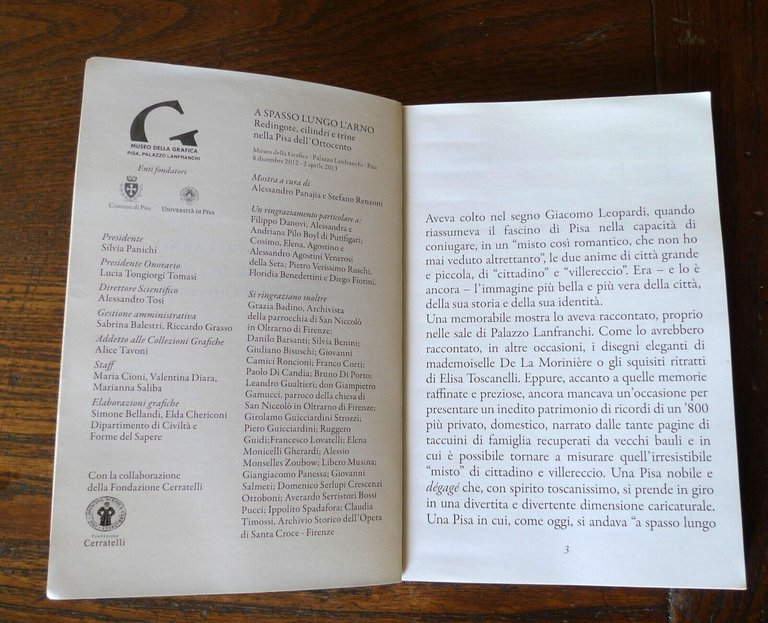 MUSEO DELLA GRAFICA
PISA, PALAZZO LANFRANCHI
Enti fondatori
Comune di Pisa
UNIVERSITÀ DI PISA
Presidente
Silvia Panichi
Presidente Onorario
Lucia Tongiorgi Tomasi
Direttore Scientifico
Alessandro Tosi
Gestione amministrativa
Sabrina Balestri, Riccardo Grasso
Addetto alle Collezioni Grafiche
Alice Tavoni
Staff
Maria Cioni, Valentina Diara,
Marianna Saliba
Elaborazioni grafiche
Simone Bellandi, Elda Chericoni
Dipartimento di Civiltà e
Forme del Sapere
Con la collaborazione
della Fondazione Cerratelli
Fondazione
Cerratelli
A SPASSO LUNGO L'ARNO
Redingote, cilindri e trine
nella Pisa dell'Ottocento
Museo della Grafica - Palazzo Lanfranchi - Pisa
8 dicembre 2012 - 2 aprile 2013
Mostra a cura di
Alessandro Panajia e Stefano Renzoni
Un ringraziamento particolare a:
Filippo Danovi; Alessandra e
Andriana Pilo Boyl di Putifigari;
Cosimo, Elena, Agostino e
Alessandro Agostini Venerosi
della Seta; Pietro Verissimo Ruschi,
Floridia Benedettini e Diego Fiorini.
Si ringraziano inoltre
Grazia Badino, Archivista
della parrocchia di San Niccolò
in Oltrarno di Firenze;
Danilo Barsanti; Silvia Benini;
Giuliano Bisuschi; Giovanni
Camici Roncioni; Franco Corti;
Paolo Di Candia; Bruno Di Porto;
Leandro Gualtieri; don Giampietro
Gamucci, parroco della chiesa di
San Niccolò in Oltrarno di Firenze;
Girolamo Guicciardini Strozzi;
Piero Guicciardini; Ruggero
Guidi;Francesco Lovatelli; Elena
Monicelli Gherardi; Alessio
Monselles Zoubow; Libero Musina;
Giangiacomo Panessa; Giovanni
Salmeri; Domenico Serlupi Crescenzi
Ottoboni; Averardo Serristori Bossi
Pucci; Ippolito Spadafora; Claudia
Timossi, Archivio Storico dell'Opera
di Santa Croce - Firenze
Aveva colto nel segno Giacomo Leopardi, quando
riassumeva il fascino di Pisa nella capacità di
coniugare, in un “misto così romantico, che non ho
mai veduto altrettanto”, le due anime di città grande
e piccola, di “cittadino” e “villereccio”. Era – e lo è
ancora – l'immagine più bella e più vera della città,
della sua storia e della sua identità.
Una memorabile mostra lo aveva raccontato, proprio
nelle sale di Palazzo Lanfranchi. Come lo avrebbero
raccontato, in altre occasioni, i disegni eleganti di
mademoiselle De La Morinière o gli squisiti ritratti
di Elisa Toscanelli. Eppure, accanto a quelle memorie
raffinate e preziose, ancora mancava un'occasione per
presentare un inedito patrimonio di ricordi di un '800
più privato, domestico, narrato dalle tante pagine di
taccuini di famiglia recuperati da vecchi bauli e in
cui è possibile tornare a misurare quell'irresistibile
“misto” di cittadino e villereccio. Una Pisa nobile e
dégagé che, con spirito toscanissimo, si prende in giro
in una divertita e divertente dimensione caricaturale.
Una Pisa in cui, come oggi, si andava “a spasso lungo
3